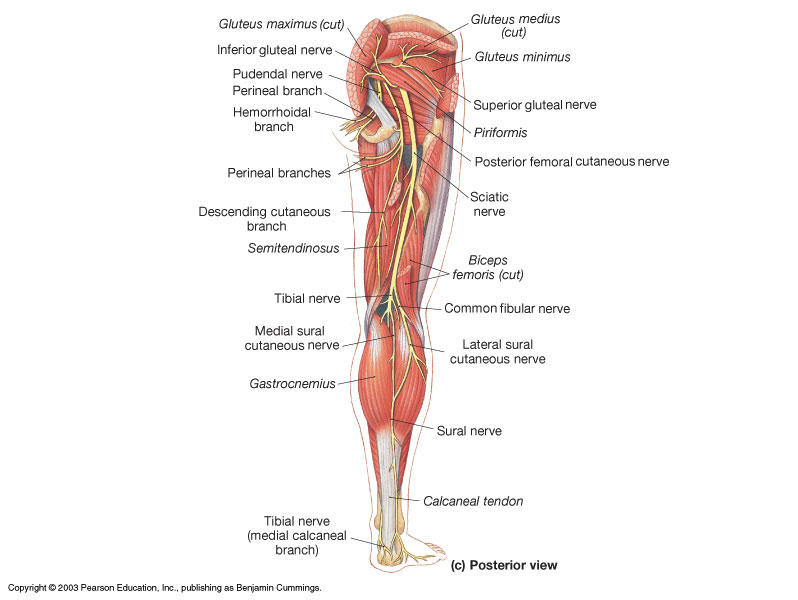 Gluteus maximus (cut)
Inferior gluteal nerve
Pudendal nerve
Perineal branch
Hemorrhoidal
branch
Perineal branches
Descending cutaneous
branch
Semitendinosus
Tibial nerve
Medial sural
cutaneous nerve
Gastrocnemius
Tibial nerve
(medial calcaneal
branch)
Gluteus medius
(cut)
Gluteus minimus
Superior gluteal nerve
Piriformis
Posterior femoral cutaneous nerve
Sciatic
nerve
Biceps
femoris (cut)
Common fibular nerve
Lateral sural
cutaneous nerve
Sural nerve
Calcaneal tendon
(c) Posterior view
Copyright © 2003 Pearson Education, Inc., publishing as Benjamin Cummings.